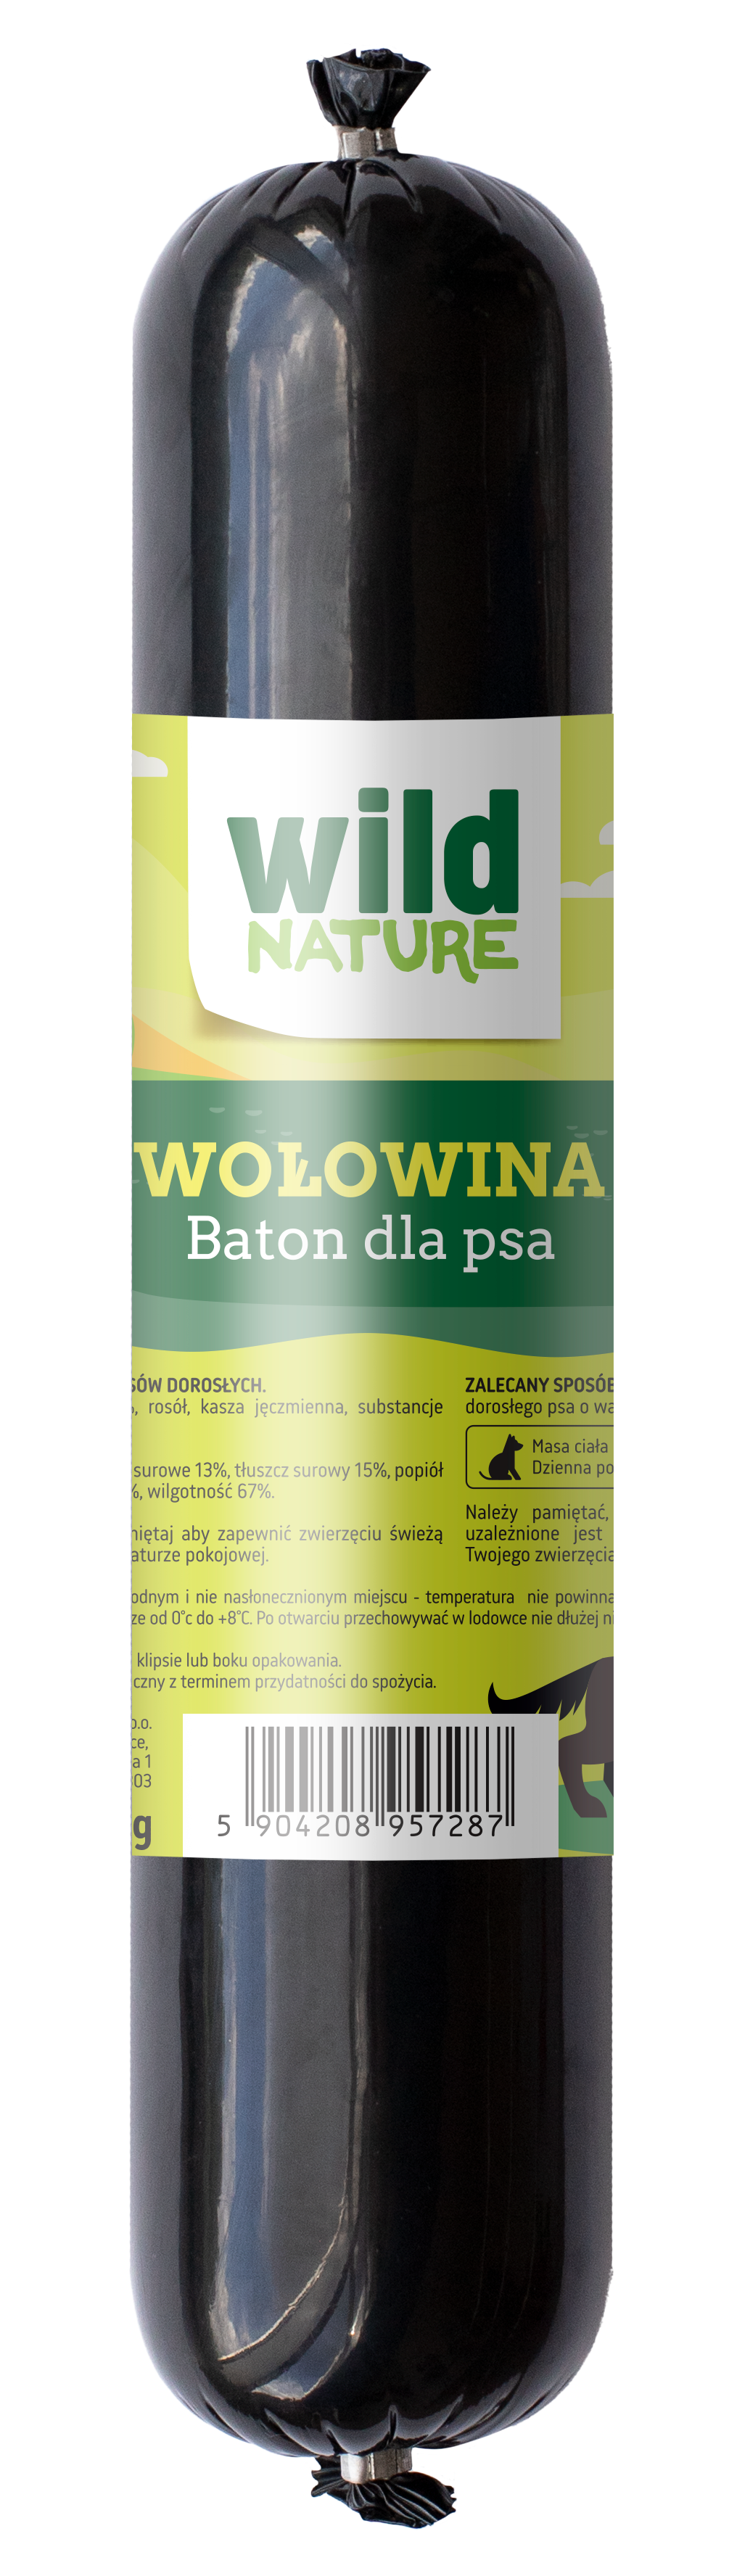 wild
NATURE
WOŁOWINA
Baton dla psa
SÓW DOROSŁYCH.
, rosół, kasza jęczmienna, substancje
surowe 13%, tłuszcz surowy 15%, popiół
%, wilgotność 67%.
miętaj aby zapewnić zwierzęciu świeżą
aturze pokojowej.
ZALECANY SPOSÓB
dorosłego psa o wa
Masa ciała
Dzienna po
Należy pamiętać,
uzależnione jest
Twojego zwierzęcia
odnym i nie nasłonecznionym miejscu - temperatura nie powinna
ze od 0°c do +8°C. Po otwarciu przechowywać w lodowce nie dłużej ni
klipsie lub boku opakowania.
czny z terminem przydatności do spożycia.
o.o.
ce,
a 1
03
g
5 904208 957287